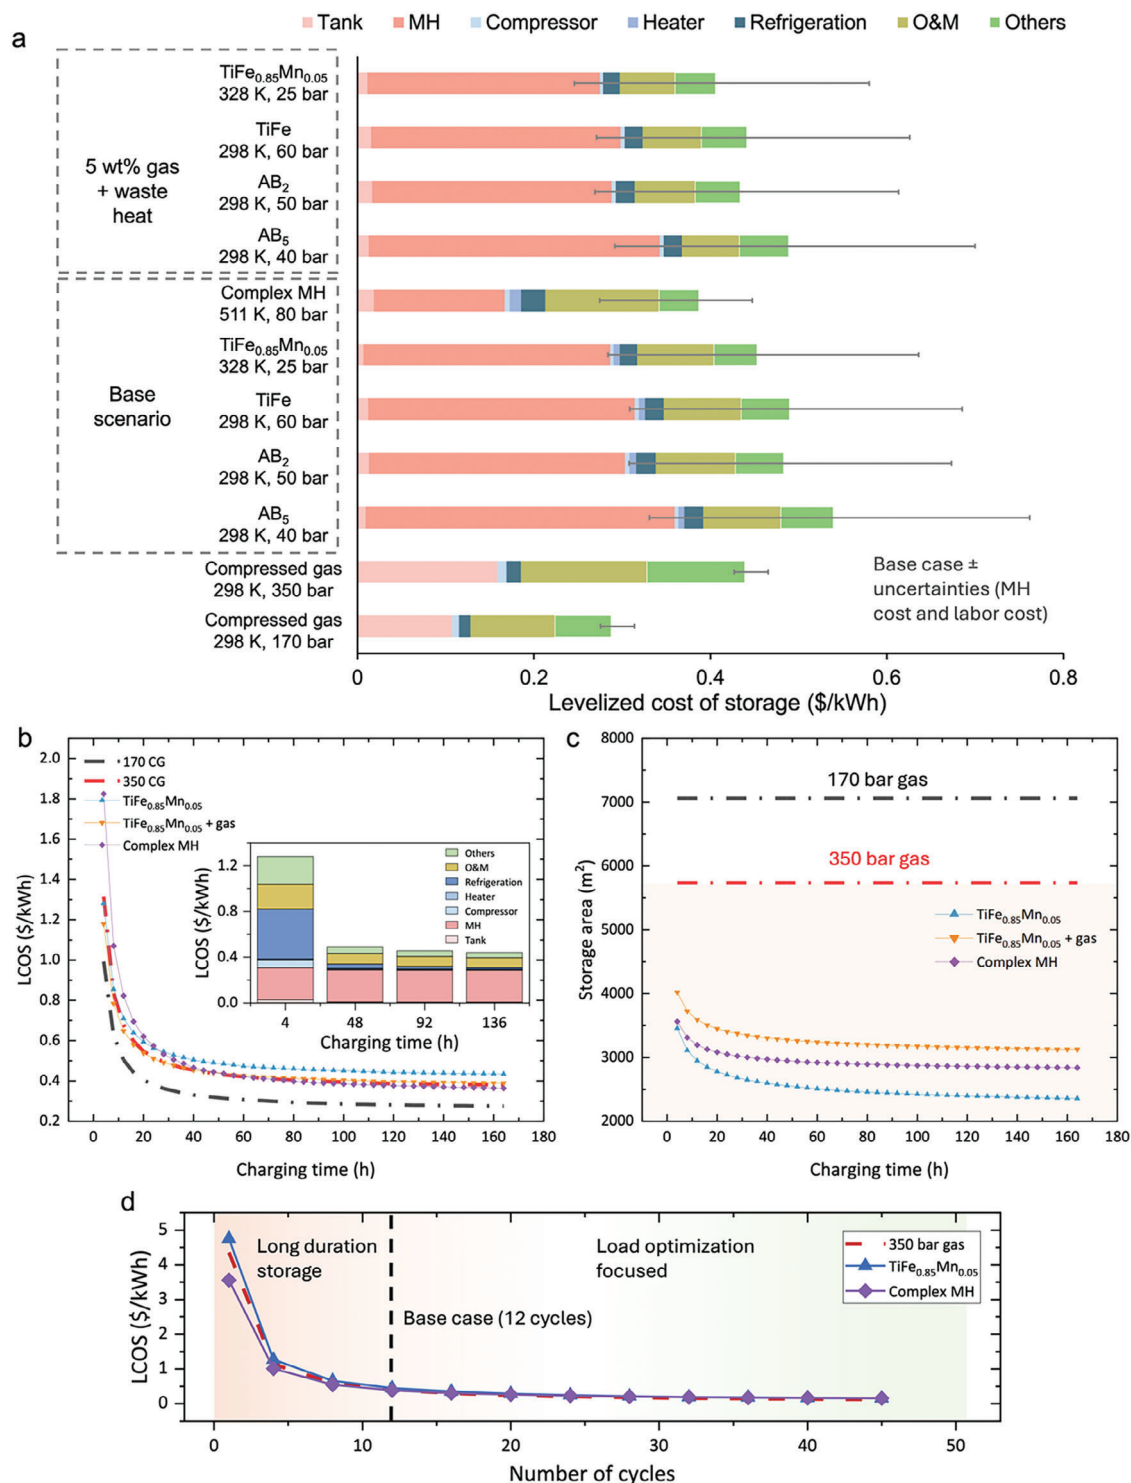 Tank MH Compressor Heater Refrigeration O&M Others
a
TiFe₀.₈₅Mn₀.₀₅
328 K, 25 bar
TiFe
298 K, 60 bar
5 wt% gas
+ waste
heat
AB₂
298 K, 50 bar
AB₅
298 K, 40 bar
Complex MH
511 K, 80 bar
TiFe₀.₈₅Mn₀.₀₅
328 K, 25 bar
Base
scenario
TiFe
298 K, 60 bar
AB₂
298 K, 50 bar
AB₅
298 K, 40 bar
Compressed gas
298 K, 350 bar
Compressed gas
298 K, 170 bar
Base case ±
uncertainties (MH
cost and labor cost)
0 0.2 0.4 0.6 0.8
Levelized cost of storage ($/kWh)
b
2.0
1.8
1.6
1.4
1.2
1.0
0.8
0.6
0.4
0.2
LCOS ($/kWh)
170 CG
350 CG
TiFe₀.₈₅Mn₀.₀₅
TiFe₀.₈₅Mn₀.₀₅ + gas
Complex MH
1.2
0.8
0.4
0.0
LCOS ($/kWh)
Others
O&M
Refrigeration
Heater
Compressor
MH
Tank
4 48 92 136
Charging time (h)
0 20 40 60 80 100 120 140 160 180
Charging time (h)
c
8000
7000
6000
5000
4000
3000
2000
Storage area (m²)
170 bar gas
350 bar gas
TiFe₀.₈₅Mn₀.₀₅
TiFe₀.₈₅Mn₀.₀₅ + gas
Complex MH
0 20 40 60 80 100 120 140 160 180
Charging time (h)
d
5
4
3
2
1
0
LCOS ($/kWh)
Long duration
storage
Base case (12 cycles)
Load optimization
focused
350 bar gas
TiFe₀.₈₅Mn₀.₀₅
Complex MH
0 10 20 30 40 50
Number of cycles